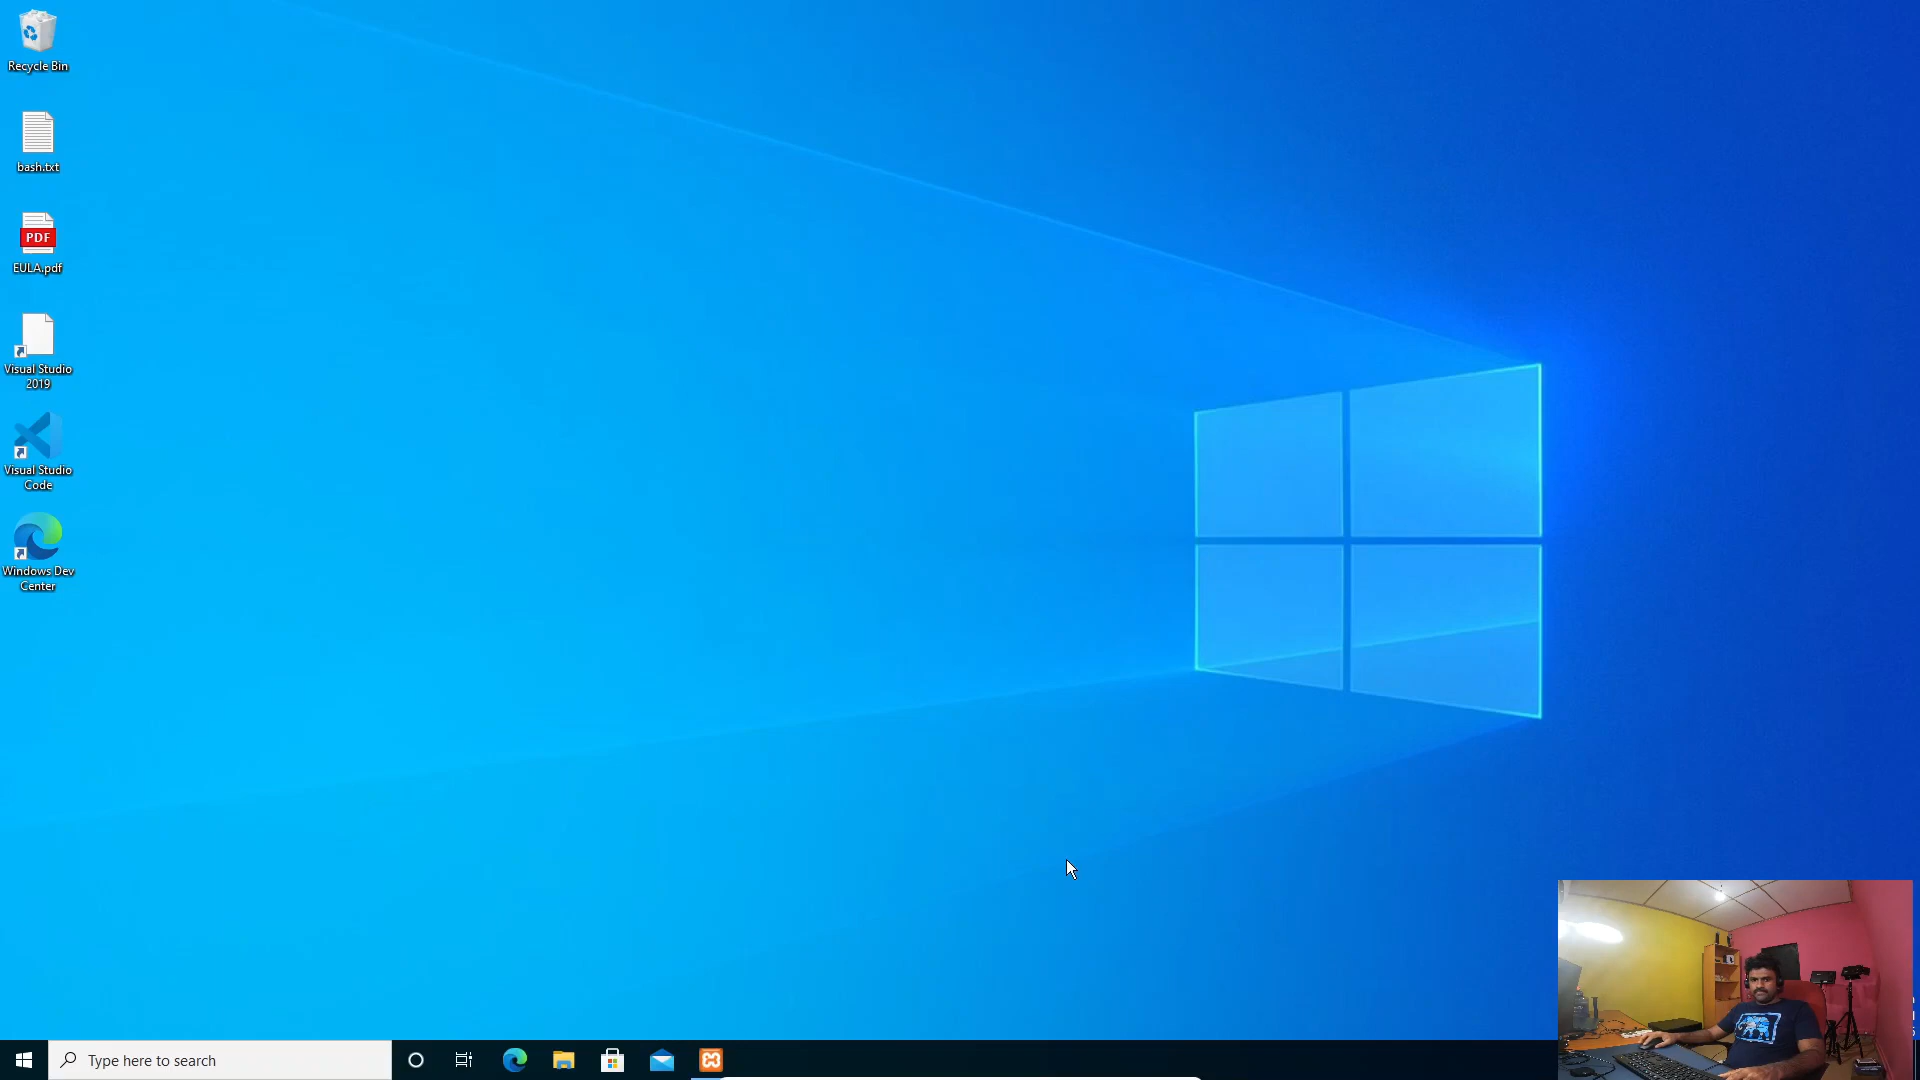 Recycle Bin
bash.txt
PDF
EULA.pdf
Visual Studio
2019
Visual Studio
Code
Windows Dev
Center
Type here to search